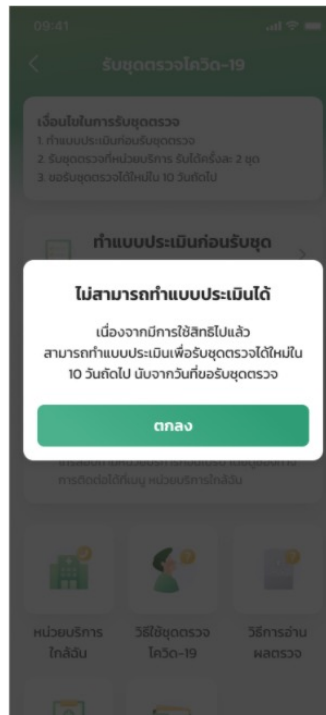 09:41
รับชุดตรวจโควิด-19
เงื่อนไขในการรับชุดตรวจ
1. ทำแบบประเมินก่อนรับชุดตรวจ
2. รับชุดตรวจที่หน่วยบริการ รับได้ครั้งละ 2 ชุด
3. ขอรับชุดตรวจได้ใหม่ใน 10 วันถัดไป
ทำแบบประเมินก่อนรับชุด
ไม่สามารถทำแบบประเมินได้
เนื่องจากมีการใช้สิทธิไปแล้ว
สามารถทำแบบประเมินเพื่อรับชุดตรวจได้ใหม่ใน
10 วันถัดไป นับจากวันที่ขอรับชุดตรวจ
ตกลง
การติดต่อได้ที่เมนู หน่วยบริการใกล้ฉัน
หน่วยบริการ
ใกล้ฉัน
วิธีใช้ชุดตรวจ
โควิด-19
วิธีการอ่าน
ผลตรวจ